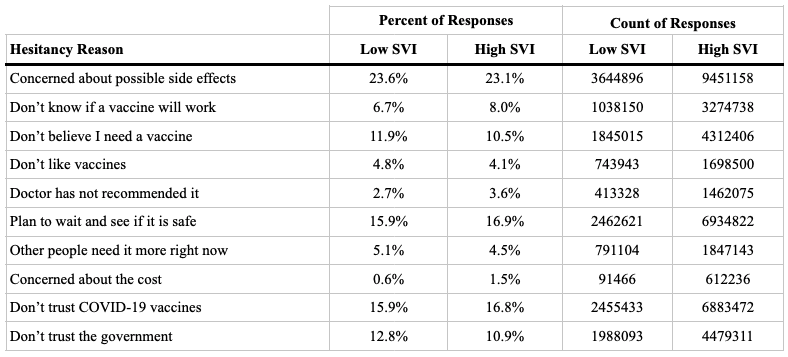 Percent of Responses Count of Responses
Hesitancy Reason Low SVI High SVI Low SVI High SVI
Concerned about possible side effects 23.6% 23.1% 3644896 9451158
Don’t know if a vaccine will work 6.7% 8.0% 1038150 3274738
Don’t believe I need a vaccine 11.9% 10.5% 1845015 4312406
Don’t like vaccines 4.8% 4.1% 743943 1698500
Doctor has not recommended it 2.7% 3.6% 413328 1462075
Plan to wait and see if it is safe 15.9% 16.9% 2462621 6934822
Other people need it more right now 5.1% 4.5% 791104 1847143
Concerned about the cost 0.6% 1.5% 91466 612236
Don’t trust COVID-19 vaccines 15.9% 16.8% 2455433 6883472
Don’t trust the government 12.8% 10.9% 1988093 4479311